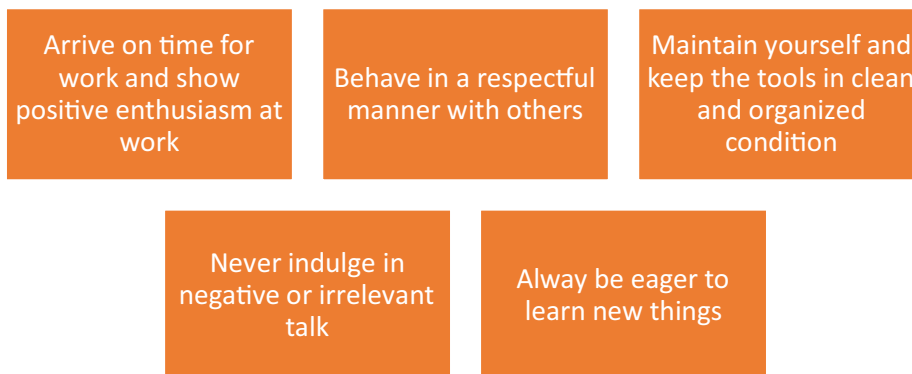 Arrive on time for
work and show
positive enthusiasm at
work
Behave in a respectful
manner with others
Maintain yourself and
keep the tools in clean
and organized
condition
Never indulge in
negative or irrelevant
talk
Alway be eager to
learn new things